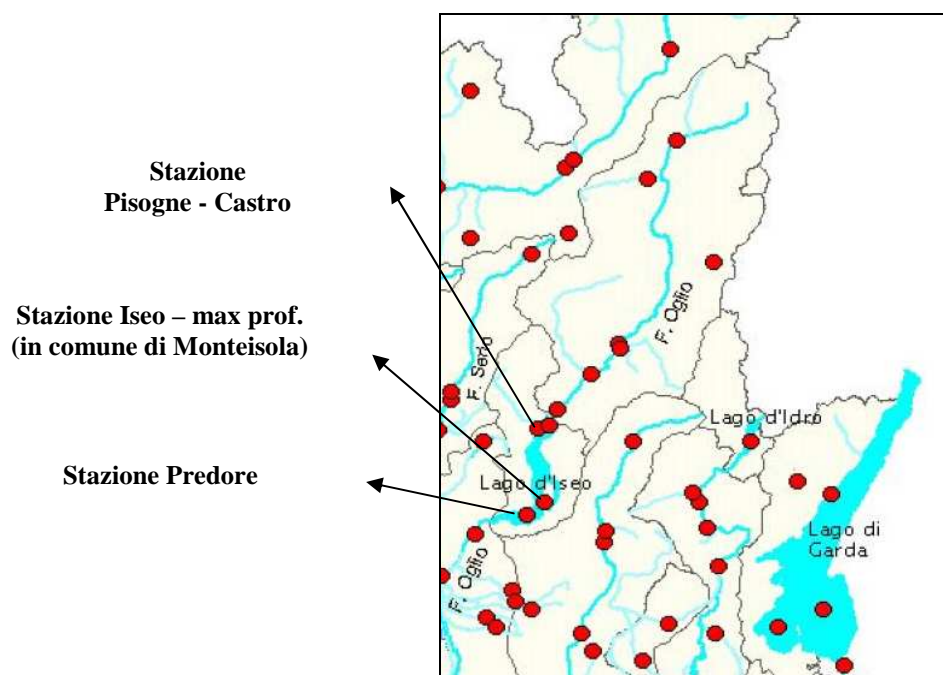 Stazione
Pisogne - Castro
Stazione Iseo – max prof.
(in comune di Monteisola)
Stazione Predore
F. Oglio
F. Serio
Lago d'Idro
Lago d'Iseo
Lago di
Garda
F. Oglio